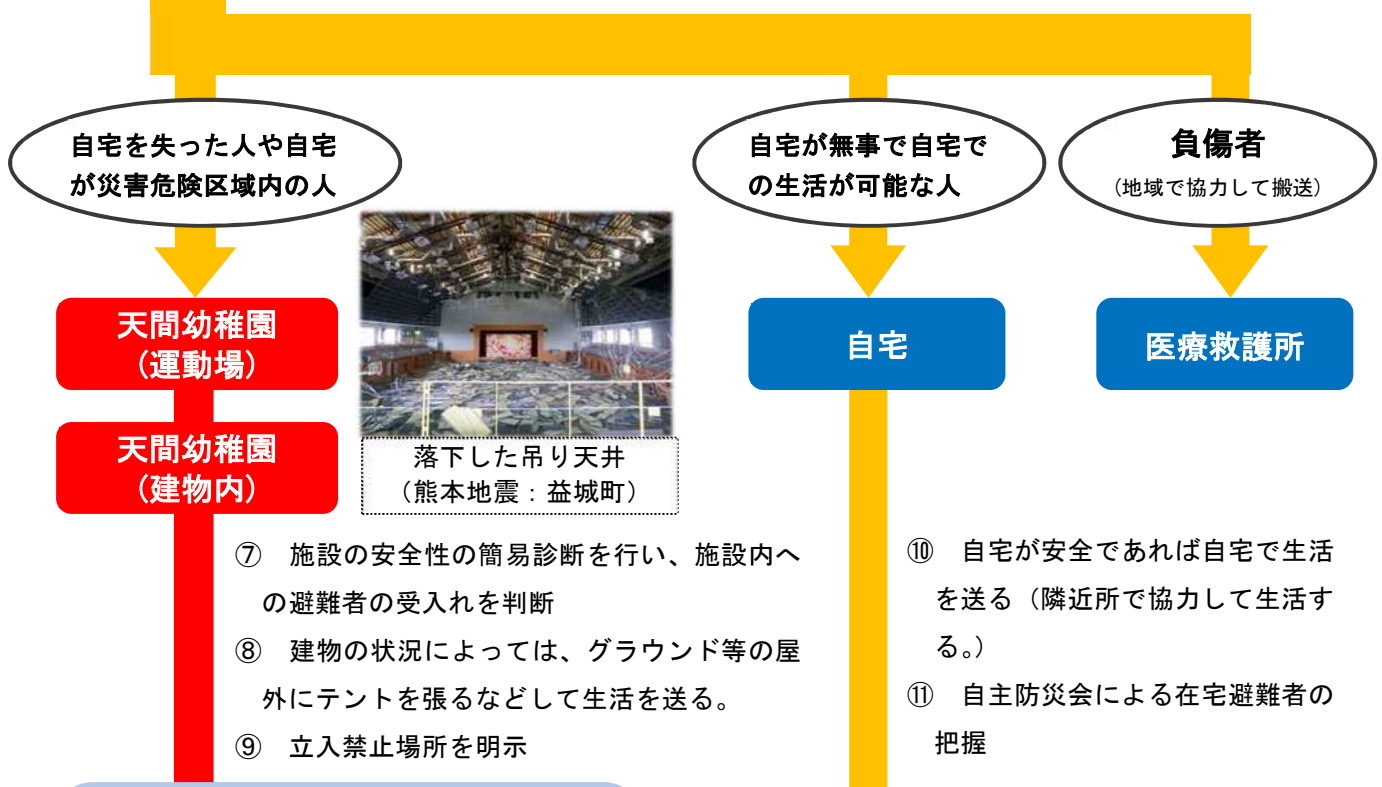 自宅を失った人や自宅
が災害危険区域内の人
自宅が無事で自宅で
の生活が可能な人
負傷者
（地域で協力して搬送）
天間幼稚園
（運動場）
自宅
医療救護所
天間幼稚園
（建物内）
落下した吊り天井
（熊本地震：益城町）
⑦　施設の安全性の簡易診断を行い、施設内へ
の避難者の受入れを判断
⑧　建物の状況によっては、グラウンド等の屋
外にテントを張るなどして生活を送る。
⑨　立入禁止場所を明示
⑩　自宅が安全であれば自宅で生活
を送る（隣近所で協力して生活す
る。）
⑪　自主防災会による在宅避難者の
把握